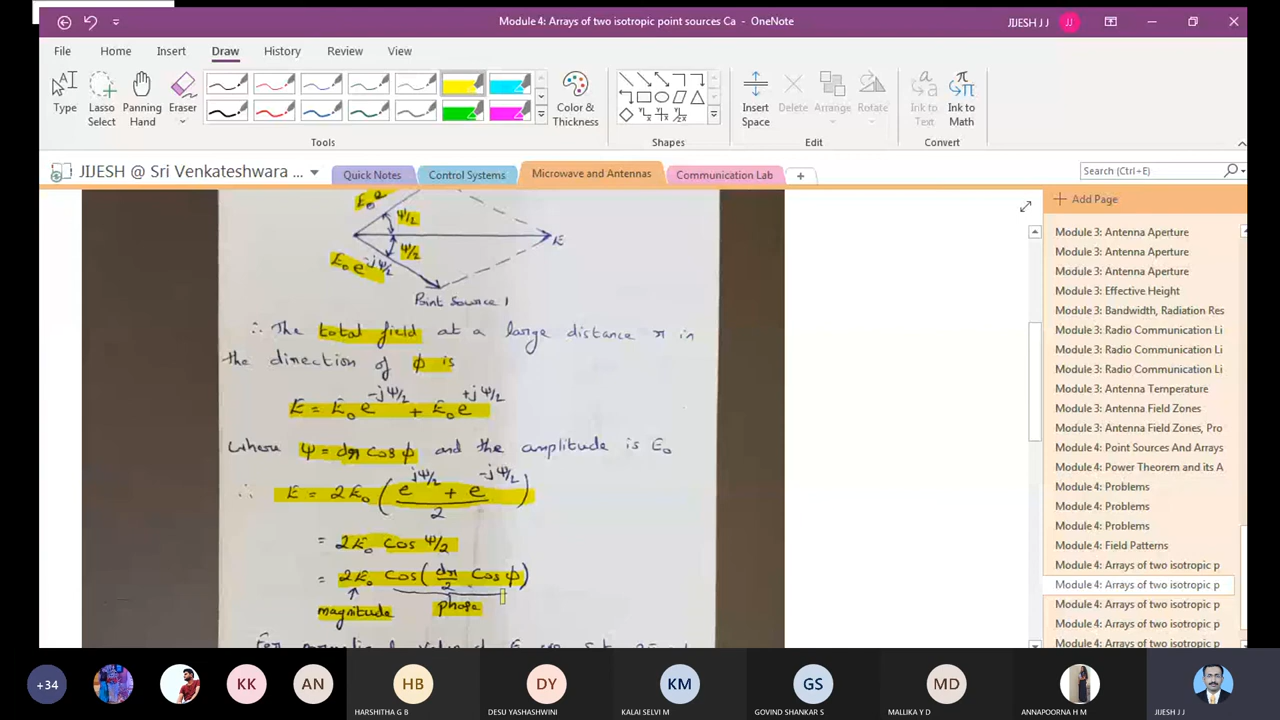 Module 4: Arrays of two isotropic point sources Ca - OneNote
JIJESH J J
JJ
File Home Insert Draw History Review View
Type
Lasso Select
Panning Hand
Eraser
Color & Thickness
Insert Space
Delete
Arrange
Rotate
Ink to Text
Ink to Math
Tools
Shapes
Edit
Convert
JIJESH @ Sri Venkateshwara ...
Quick Notes
Control Systems
Microwave and Antennas
Communication Lab
Search (Ctrl+E)
Add Page
Module 3: Antenna Aperture
Module 3: Antenna Aperture
Module 3: Antenna Aperture
Module 3: Effective Height
Module 3: Bandwidth, Radiation Res
Module 3: Radio Communication Li
Module 3: Radio Communication Li
Module 3: Radio Communication Li
Module 3: Antenna Temperature
Module 3: Antenna Field Zones
Module 3: Antenna Field Zones, Pro
Module 4: Point Sources And Arrays
Module 4: Power Theorem and its A
Module 4: Problems
Module 4: Problems
Module 4: Problems
Module 4: Field Patterns
Module 4: Arrays of two isotropic p
Module 4: Arrays of two isotropic p
Module 4: Arrays of two isotropic p
Module 4: Arrays of two isotropic p
Module 4: Arrays of two isotropic p
ψ/2
ψ/2
E
E₀ e^-jψ/2
Point Source 1
∴ The total field at a large distance r in
the direction of φ is
E = E₀ e^-jψ/2 + E₀ e^+jψ/2
where ψ = dr Cos φ and the amplitude is E₀
∴ E = 2E₀ ( e^jψ/2 + e^-jψ/2 / 2 )
= 2E₀ Cos ψ/2
= 2E₀ Cos( dr/2 Cos φ )
magnitude phase
+34
KK
AN
HB
HARSHITHA G B
DY
DESU YASHASHWINI
KM
KALAI SELVI M
GS
GOVIND SHANKAR S
MD
MALLIKA Y D
ANNAPOORNA H M
JIJESH J J